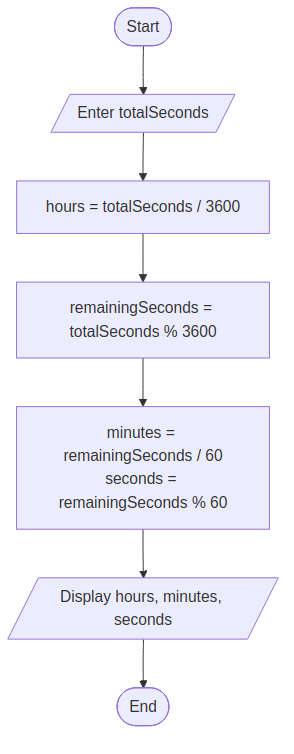 Start
Enter totalSeconds
hours = totalSeconds / 3600
remainingSeconds =
totalSeconds % 3600
minutes =
remainingSeconds / 60
seconds =
remainingSeconds % 60
Display hours, minutes,
seconds
End